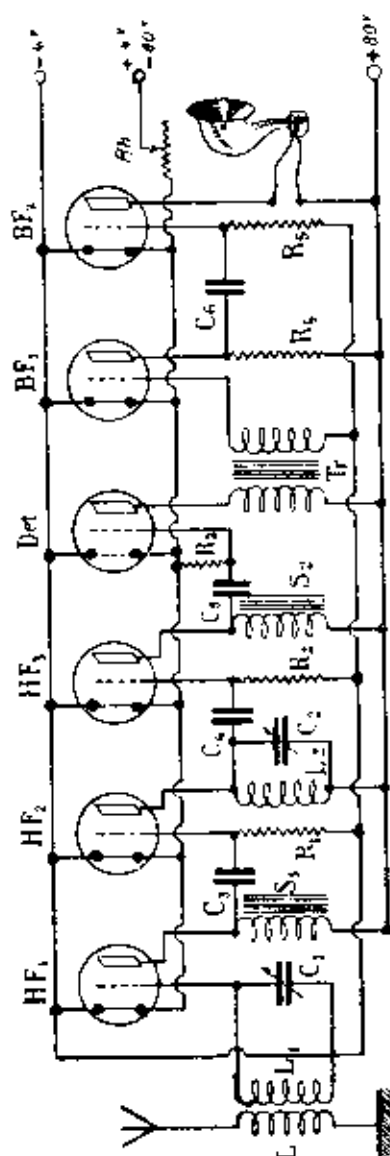 HF₁
HF₂
HF₃
Det
BF₁
BF₂
−4ᵛ
+4ᵛ
−80ᵛ
Rh
+80ᵛ
L
L₁
C₁
S₁
C₃
R₁
L₂
C₂
C₄
R₂
S₂
C₅
R₃
Tr
R₄
C₆
R₅